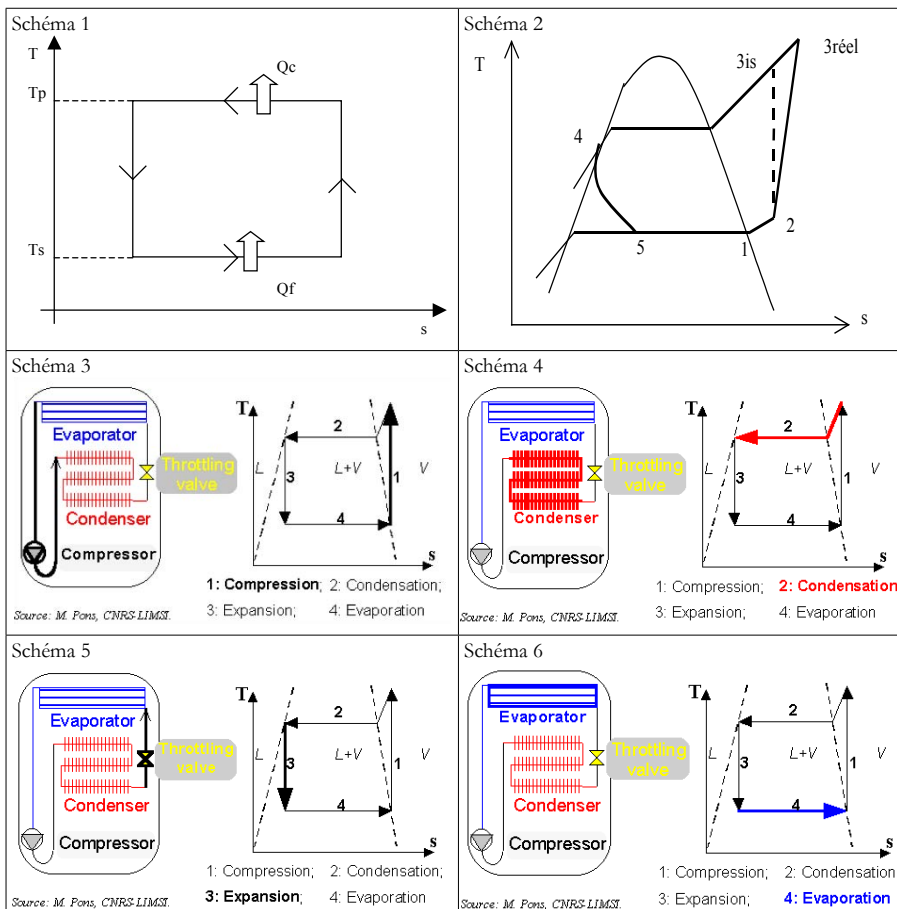 Schéma 1
T
Qc
Tp
Ts
Qf
s
Schéma 2
T
3is
3réel
4
5
1
2
s
Schéma 3
Evaporator
Throttling
valve
Condenser
Compressor
T
2
L
3
L+V
1
V
4
s
1: Compression; 2: Condensation;
3: Expansion; 4: Evaporation
Source: M. Pons, CNRS-LIMSI.
Schéma 4
Evaporator
Throttling
valve
Condenser
Compressor
T
2
L
3
L+V
1
V
4
s
1: Compression; 2: Condensation
3: Expansion; 4: Evaporation
Source: M. Pons, CNRS-LIMSI.
Schéma 5
Evaporator
Throttling
valve
Condenser
Compressor
T
2
L
3
L+V
1
V
4
s
1: Compression; 2: Condensation;
3: Expansion; 4: Evaporation
Source: M. Pons, CNRS-LIMSI.
Schéma 6
Evaporator
Throttling
valve
Condenser
Compressor
T
2
L
3
L+V
1
V
4
s
1: Compression; 2: Condensation
3: Expansion; 4: Evaporation
Source: M. Pons, CNRS-LIMSI.